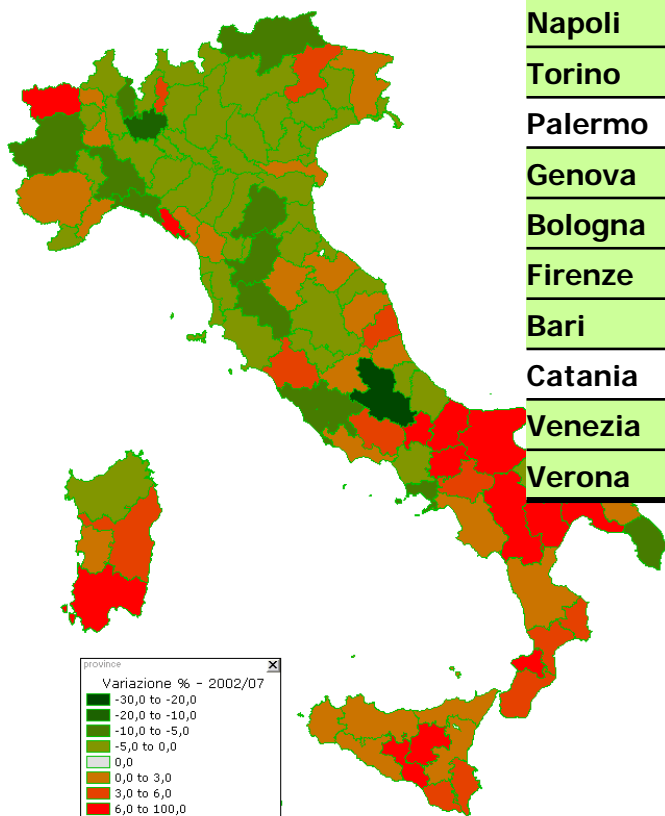 Napoli
Torino
Palermo
Genova
Bologna
Firenze
Bari
Catania
Venezia
Verona
province
Variazione % - 2002/07
-30,0 to -20,0
-20,0 to -10,0
-10,0 to -5,0
-5,0 to 0,0
0,0
0,0 to 3,0
3,0 to 6,0
6,0 to 100,0